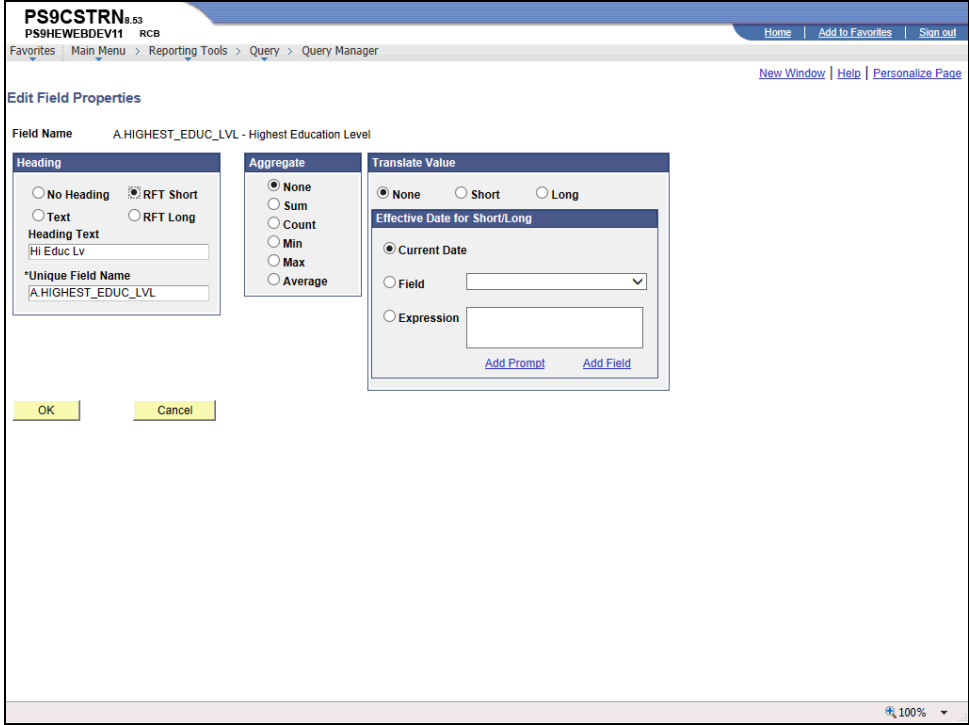 PS9CSTRN8.53
PS9HEWEBDEV11 RCB
Home | Add to Favorites | Sign out
Favorites Main Menu > Reporting Tools > Query > Query Manager
New Window | Help | Personalize Page
Edit Field Properties
Field Name A.HIGHEST_EDUC_LVL - Highest Education Level
Heading
No Heading RFT Short
Text RFT Long
Heading Text
Hi Educ Lv
*Unique Field Name
A.HIGHEST_EDUC_LVL
Aggregate
None
Sum
Count
Min
Max
Average
Translate Value
None Short Long
Effective Date for Short/Long
Current Date
Field
Expression
Add Prompt Add Field
OK Cancel
100%